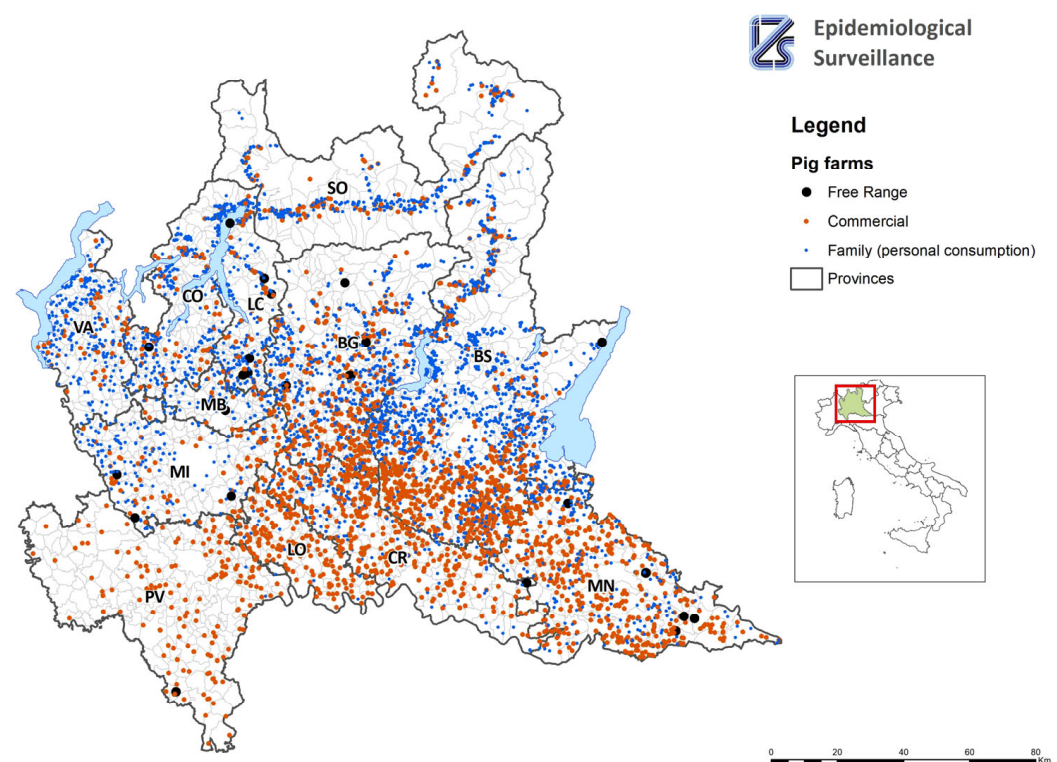 Epidemiological
Surveillance
Legend
Pig farms
Free Range
Commercial
Family (personal consumption)
Provinces
SO
CO
LC
VA
BG
BS
MB
MI
LO
CR
MN
PV
0 20 40 60 80
Km